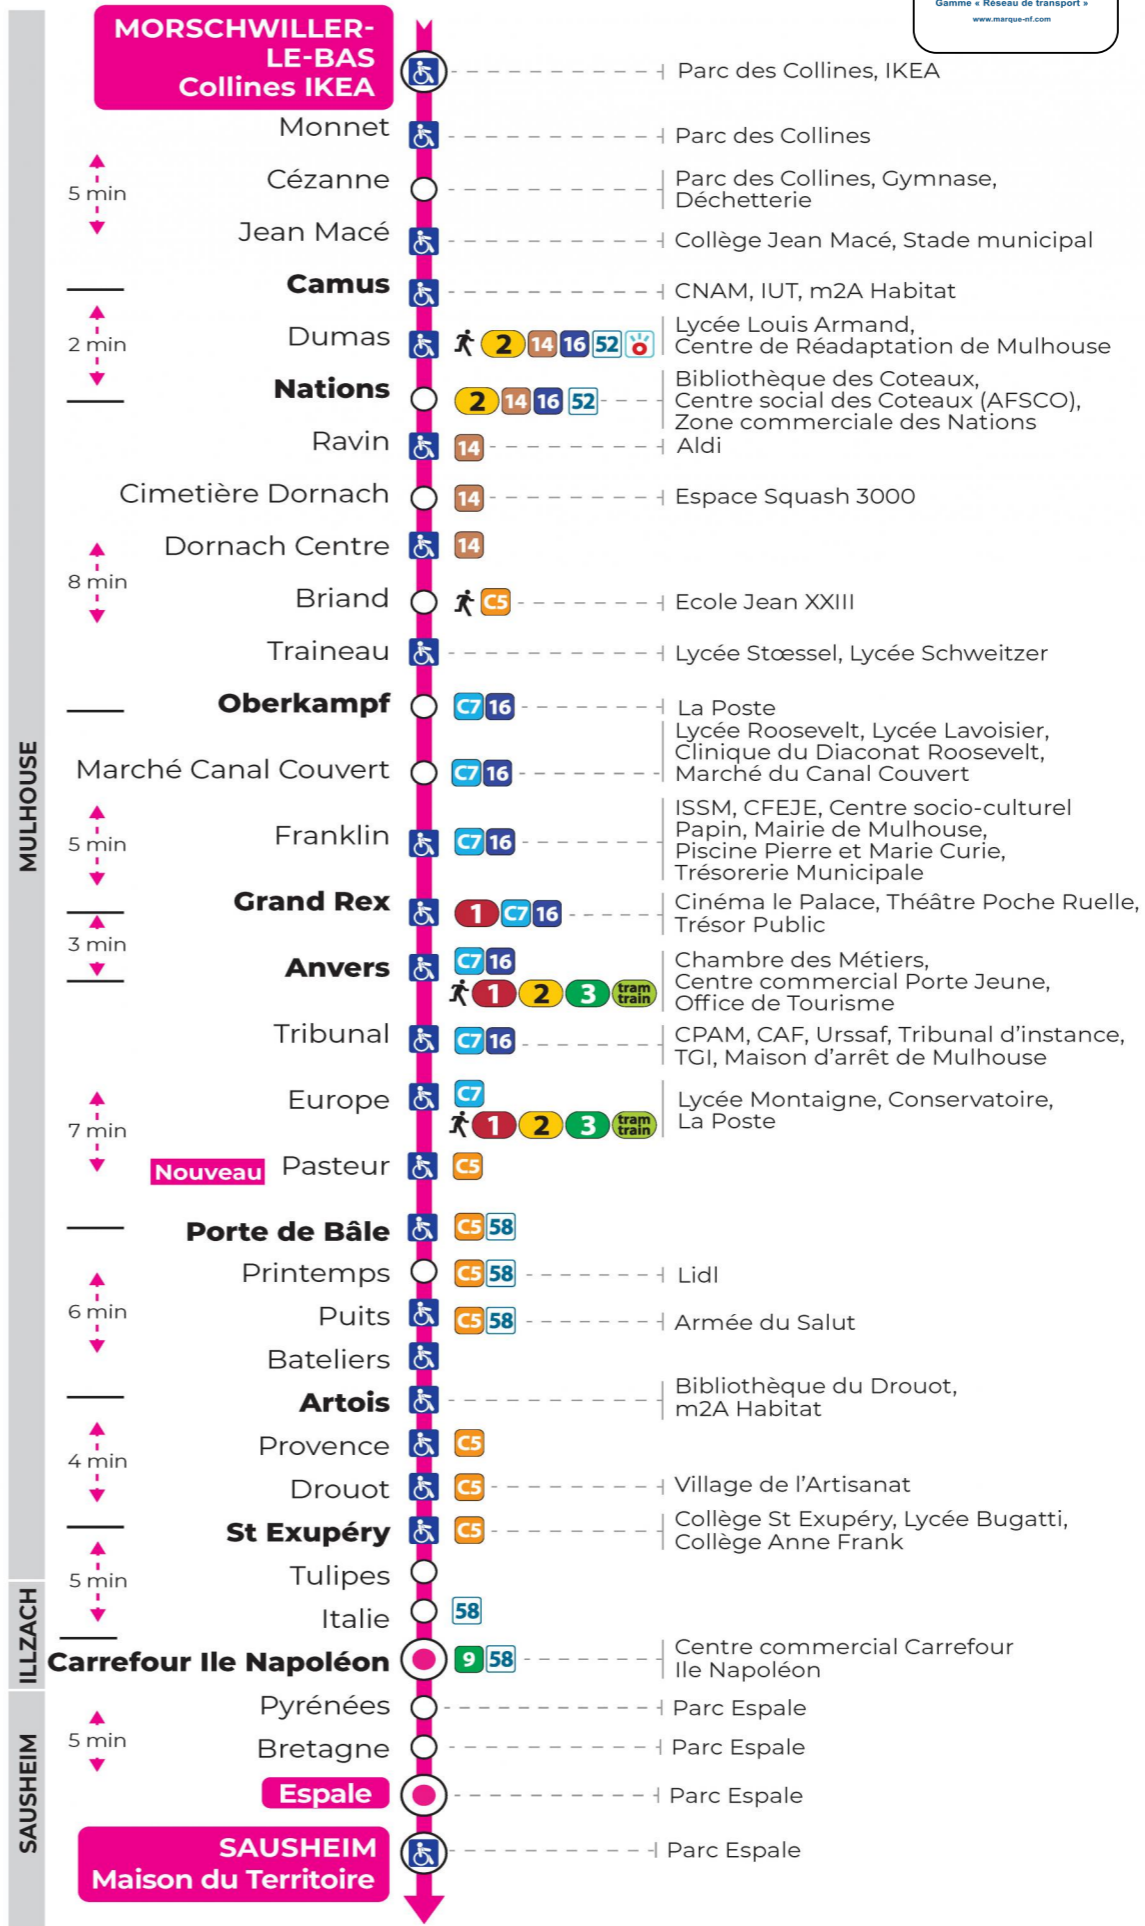 Gamme « Réseau de transport »
www.marque-nf.com
MORSCHWILLER-
LE-BAS
Collines IKEA
Parc des Collines, IKEA
Monnet
Parc des Collines
5 min
Cézanne
Parc des Collines, Gymnase,
Déchetterie
Jean Macé
Collège Jean Macé, Stade municipal
Camus
CNAM, IUT, m2A Habitat
2 min
Dumas
2 14 16 52
Lycée Louis Armand,
Centre de Réadaptation de Mulhouse
Nations
2 14 16 52
Bibliothèque des Coteaux,
Centre social des Coteaux (AFSCO),
Zone commerciale des Nations
Ravin
14
Aldi
Cimetière Dornach
14
Espace Squash 3000
Dornach Centre
14
8 min
Briand
C5
Ecole Jean XXIII
Traineau
Lycée Stœssel, Lycée Schweitzer
Oberkampf
C7 16
La Poste
MULHOUSE
Marché Canal Couvert
C7 16
Lycée Roosevelt, Lycée Lavoisier,
Clinique du Diaconat Roosevelt,
Marché du Canal Couvert
5 min
Franklin
C7 16
ISSM, CFEJE, Centre socio-culturel
Papin, Mairie de Mulhouse,
Piscine Pierre et Marie Curie,
Trésorerie Municipale
Grand Rex
1 C7 16
Cinéma le Palace, Théâtre Poche Ruelle,
Trésor Public
3 min
Anvers
C7 16
1 2 3 tram train
Chambre des Métiers,
Centre commercial Porte Jeune,
Office de Tourisme
Tribunal
C7 16
CPAM, CAF, Urssaf, Tribunal d'instance,
TGI, Maison d'arrêt de Mulhouse
7 min
Europe
C7
1 2 3 tram train
Lycée Montaigne, Conservatoire,
La Poste
Nouveau
Pasteur
C5
Porte de Bâle
C5 58
Printemps
C5 58
Lidl
6 min
Puits
C5 58
Armée du Salut
Bateliers
Artois
Bibliothèque du Drouot,
m2A Habitat
4 min
Provence
C5
Drouot
C5
Village de l'Artisanat
St Exupéry
C5
Collège St Exupéry, Lycée Bugatti,
Collège Anne Frank
5 min
Tulipes
ILLZACH
Italie
58
Carrefour Ile Napoléon
9 58
Centre commercial Carrefour
Ile Napoléon
SAUSHEIM
Pyrénées
Parc Espale
5 min
Bretagne
Parc Espale
Espale
Parc Espale
SAUSHEIM
Maison du Territoire
Parc Espale